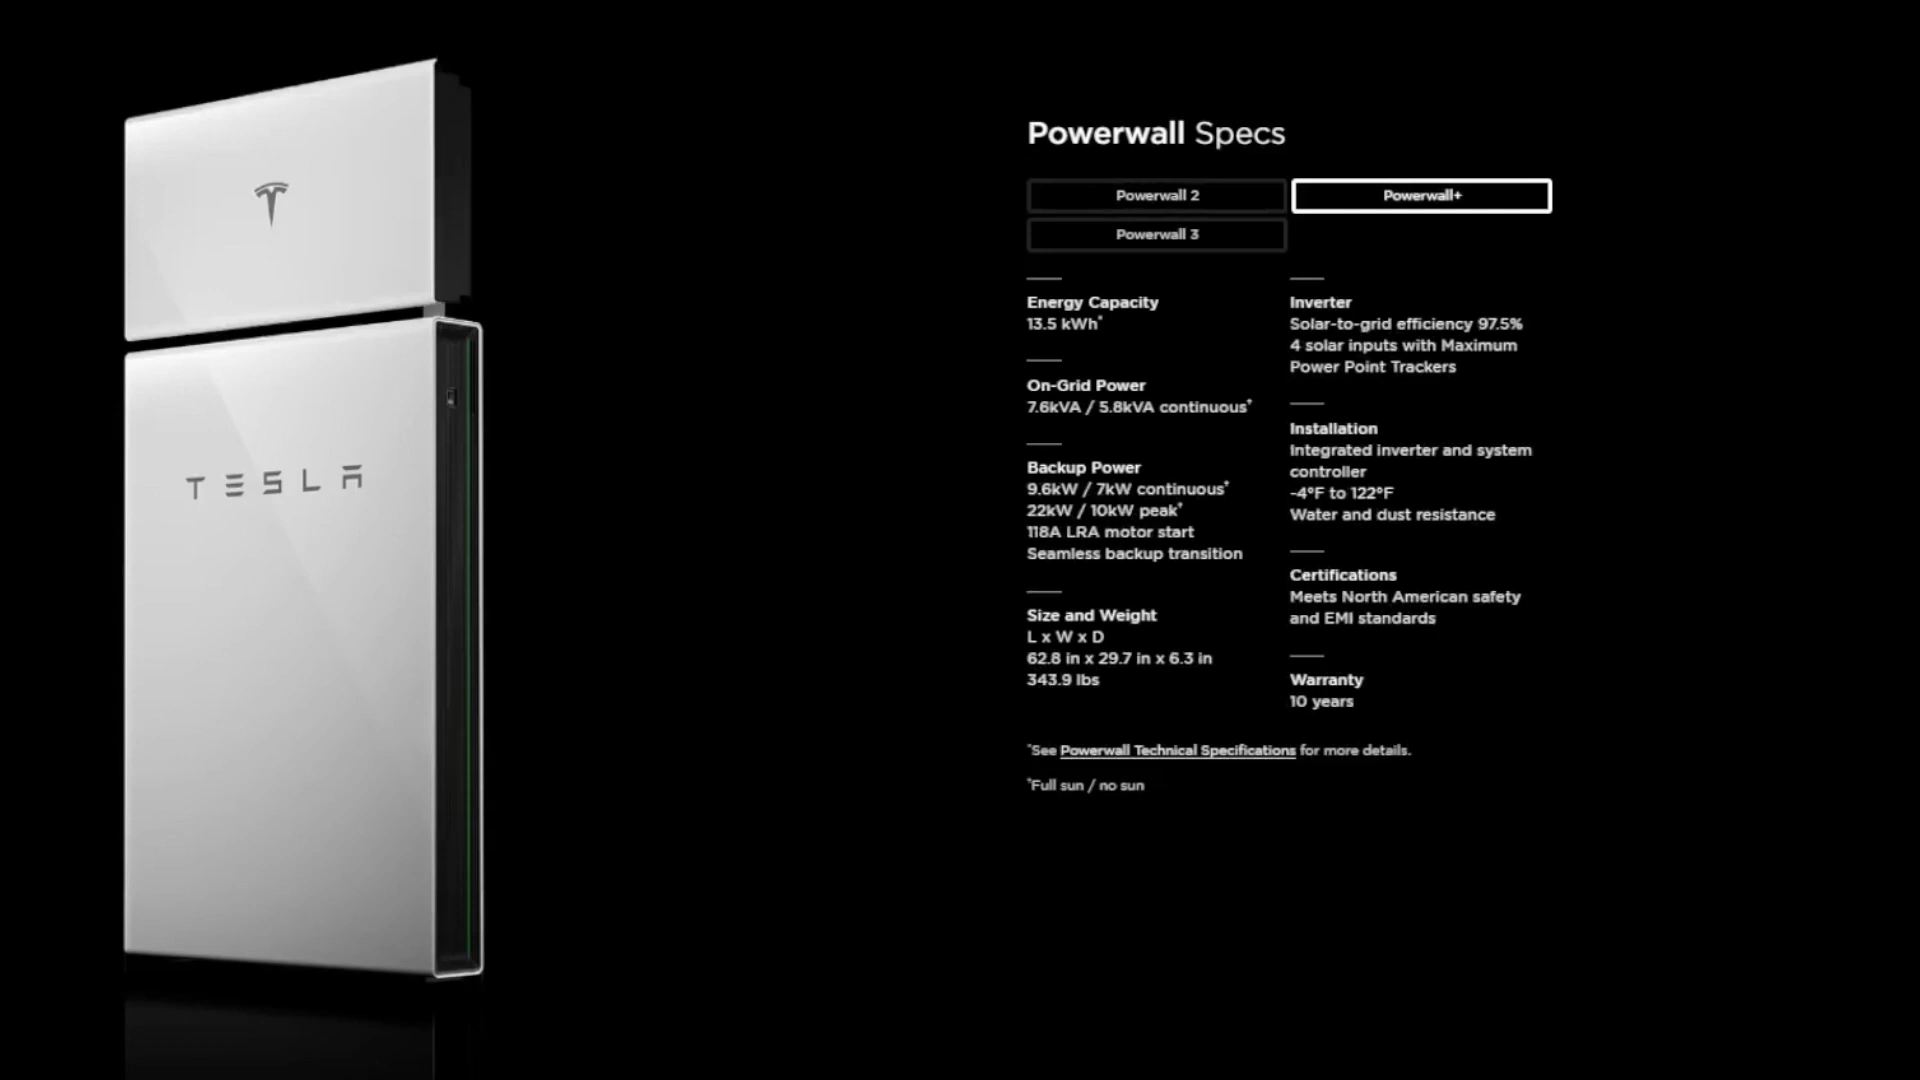 TESLA
Powerwall Specs
Powerwall 2
Powerwall+
Powerwall 3
Energy Capacity
13.5 kWh*
On-Grid Power
7.6kVA / 5.8kVA continuous†
Backup Power
9.6kW / 7kW continuous†
22kW / 10kW peak†
118A LRA motor start
Seamless backup transition
Size and Weight
L x W x D
62.8 in x 29.7 in x 6.3 in
343.9 lbs
Inverter
Solar-to-grid efficiency 97.5%
4 solar inputs with Maximum
Power Point Trackers
Installation
Integrated inverter and system
controller
-4°F to 122°F
Water and dust resistance
Certifications
Meets North American safety
and EMI standards
Warranty
10 years
*See Powerwall Technical Specifications for more details.
†Full sun / no sun